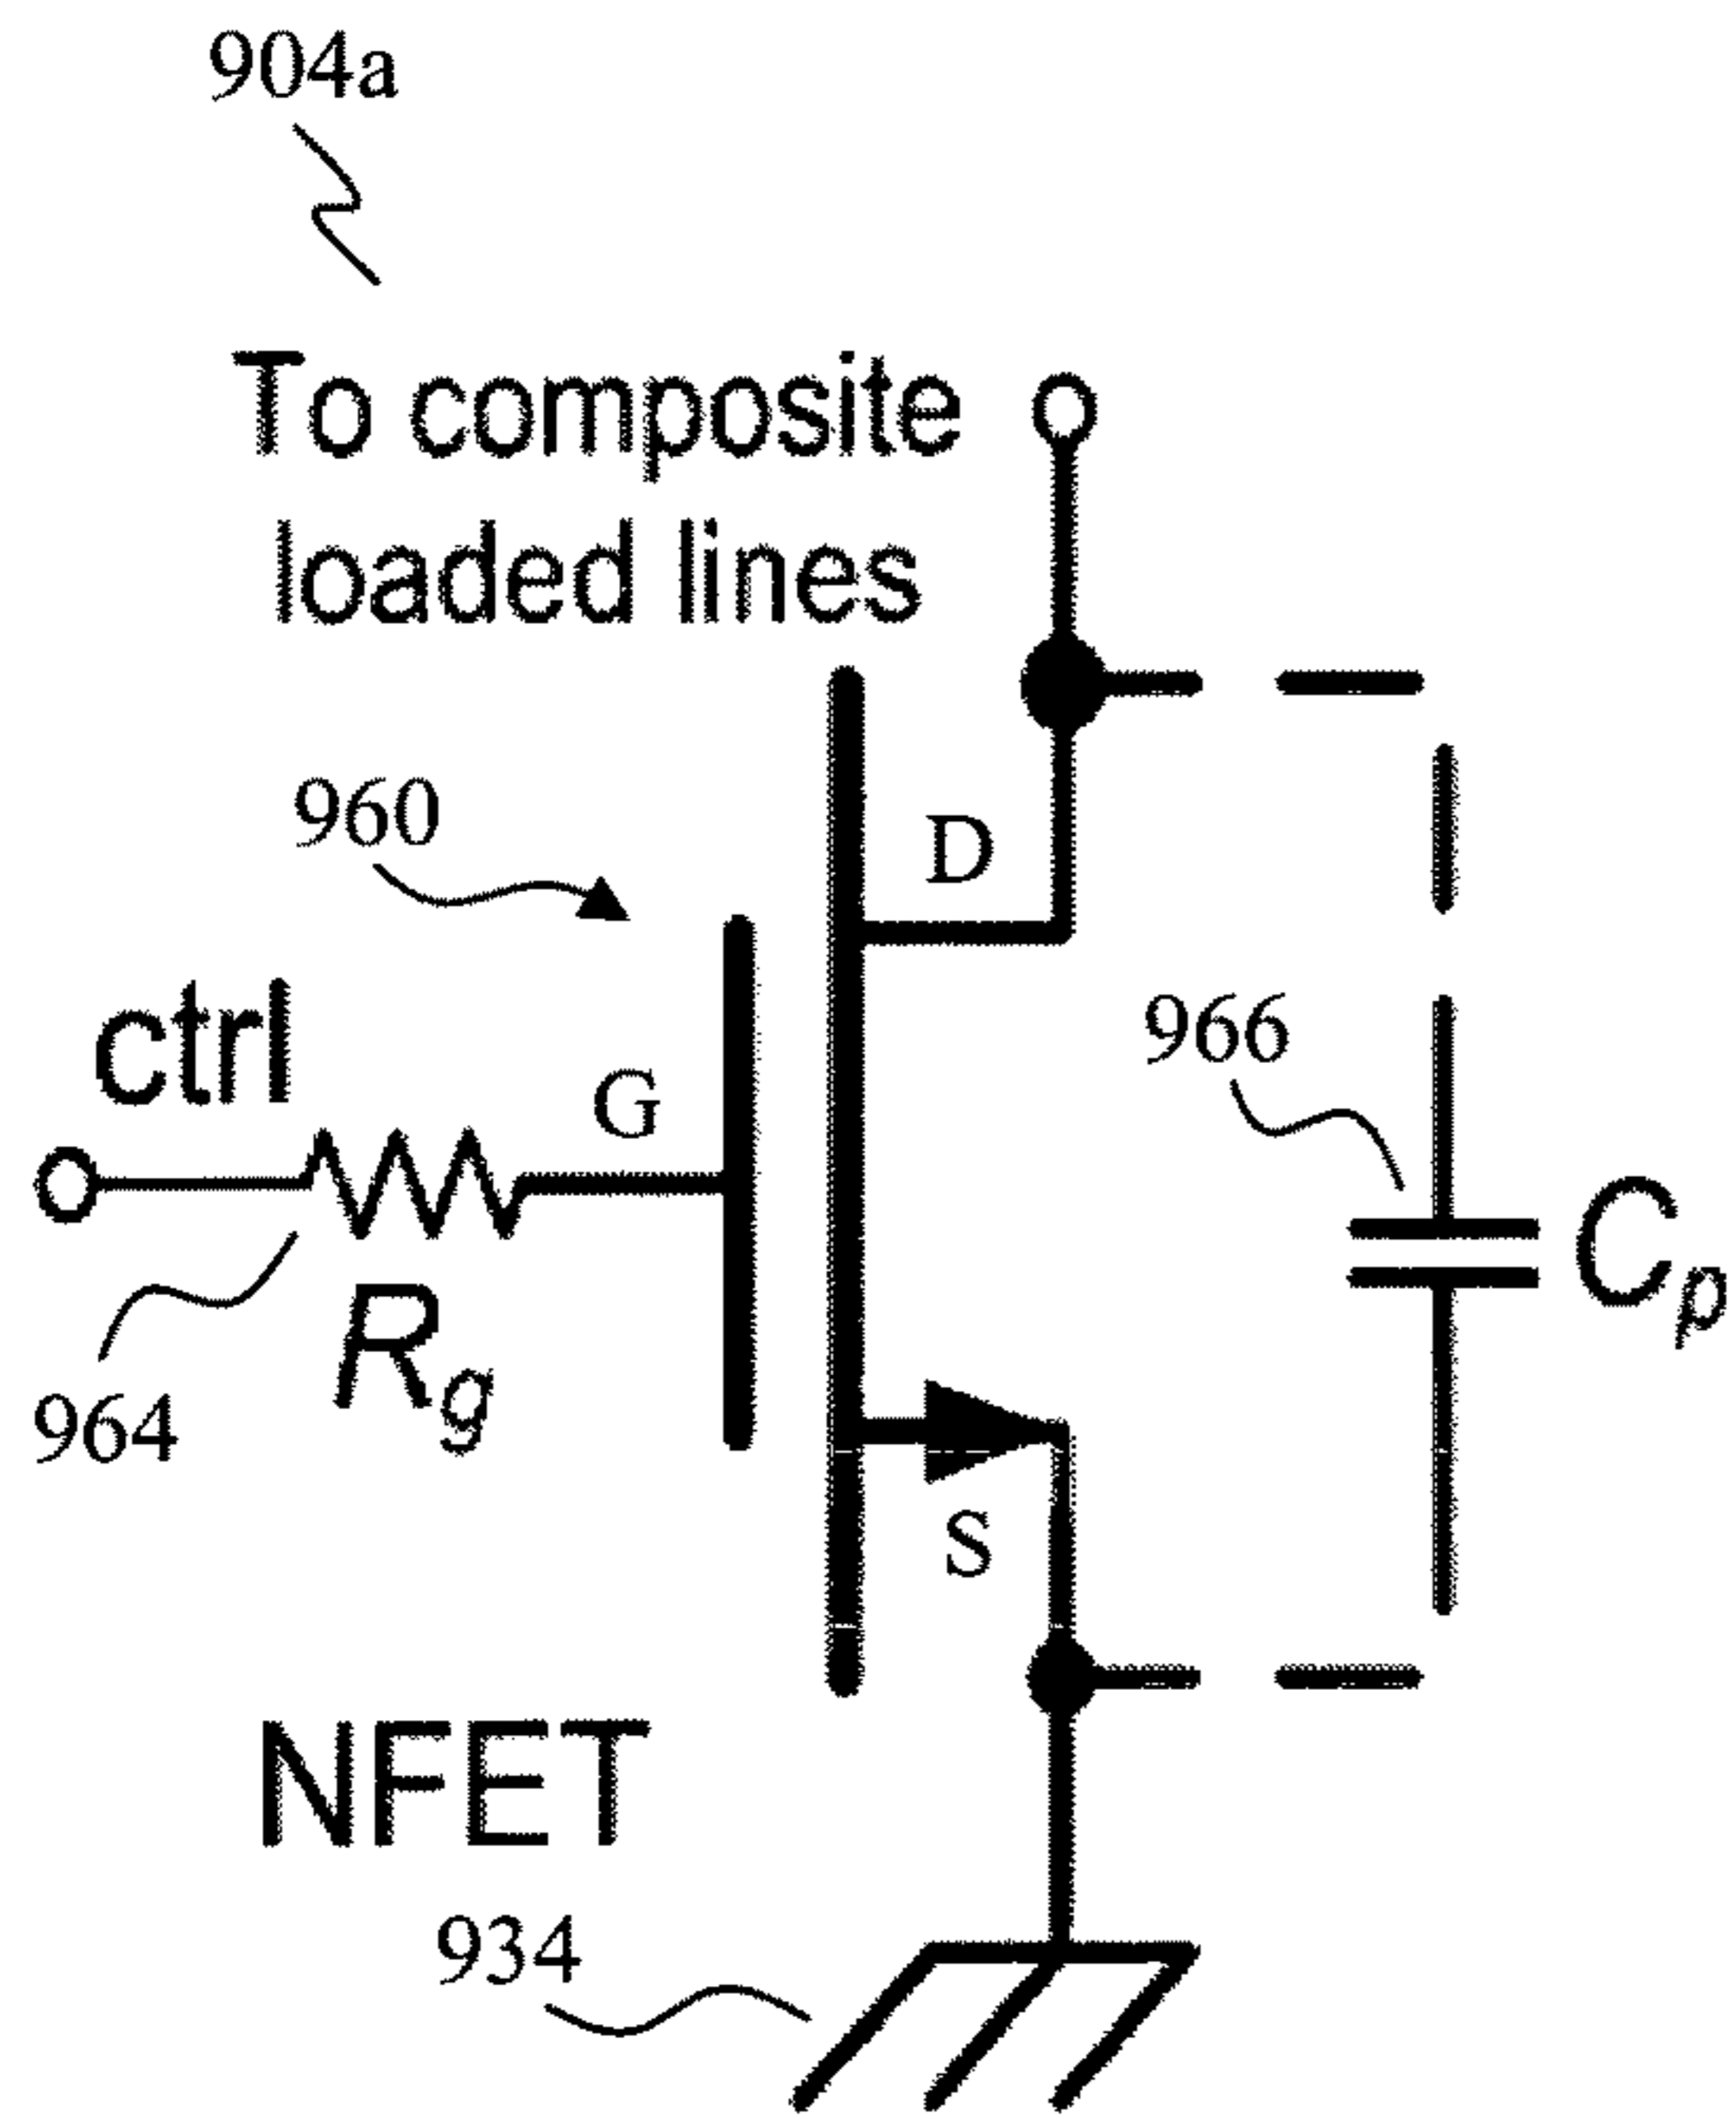 904a
To composite
loaded lines
960
D
ctrl
G
966
Rg
Cp
964
S
NFET
934